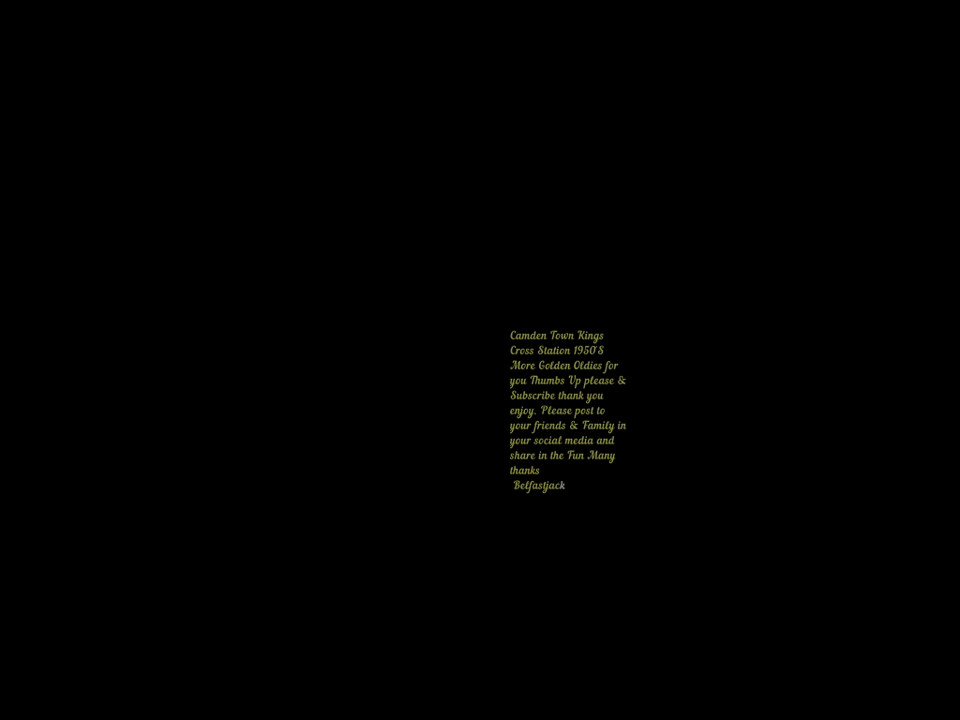 Camden Town Kings
Cross Station 1950'S
More Golden Oldies for
you Thumbs Up please &
Subscribe thank you
enjoy. Please post to
your friends & Family in
your social media and
share in the Fun Many
thanks
Belfastjack